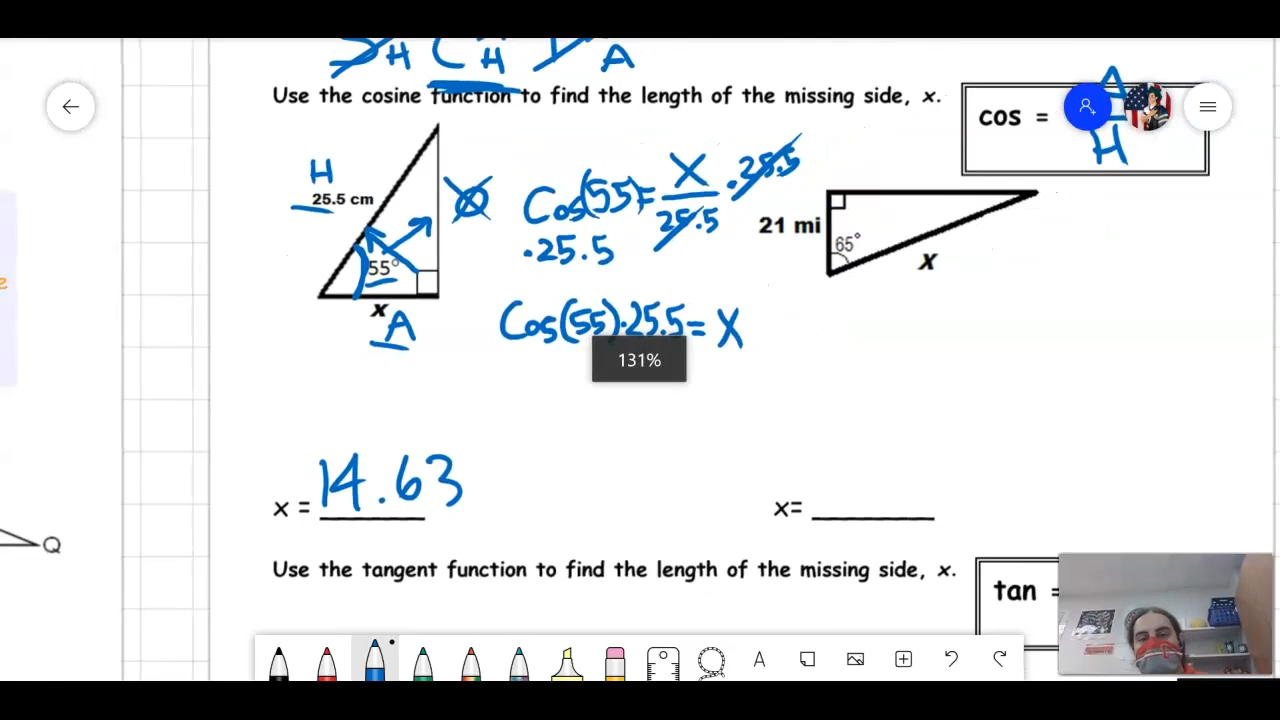 H C H A
H
Use the cosine function to find the length of the missing side, x.
cos = A
H
H
25.5 cm
Cos(55) = X
25.5 .25.5
.25.5
O
55°
x
A
21 mi
65°
x
Cos(55).25.5 = X
131%
x = 14.63
x= ________
Q
e
Use the tangent function to find the length of the missing side, x.
tan =
A